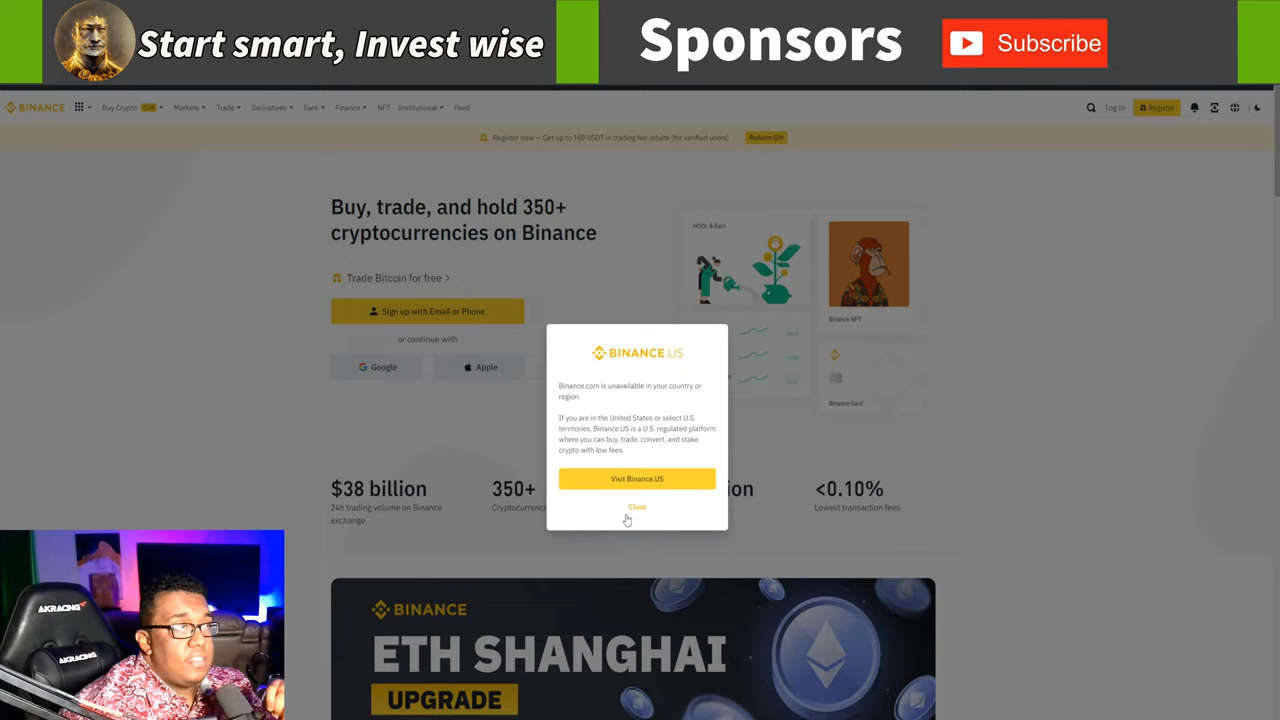 Start smart, Invest wise
Sponsors
Subscribe
BINANCE
Buy Crypto EUR
Markets
Trade
Derivatives
Earn
Finance
NFT
Institutional
Feed
Log In
Register
Register now — Get up to 100 USDT in trading fee rebate (for verified users)
Redeem Gift
Buy, trade, and hold 350+
cryptocurrencies on Binance
Trade Bitcoin for free >
Sign up with Email or Phone
or continue with
Google
Apple
HODL & Earn
Binance NFT
Binance Card
BINANCE.US
Binance.com is unavailable in your country or
region.
If you are in the United States or select U.S.
territories, Binance.US is a U.S. regulated platform
where you can buy, trade, convert, and stake
crypto with low fees.
Visit Binance.US
Close
$38 billion
24h trading volume on Binance
exchange
350+
<0.10%
Lowest transaction fees
BINANCE
ETH SHANGHAI
UPGRADE
AKRACING
AKRACING